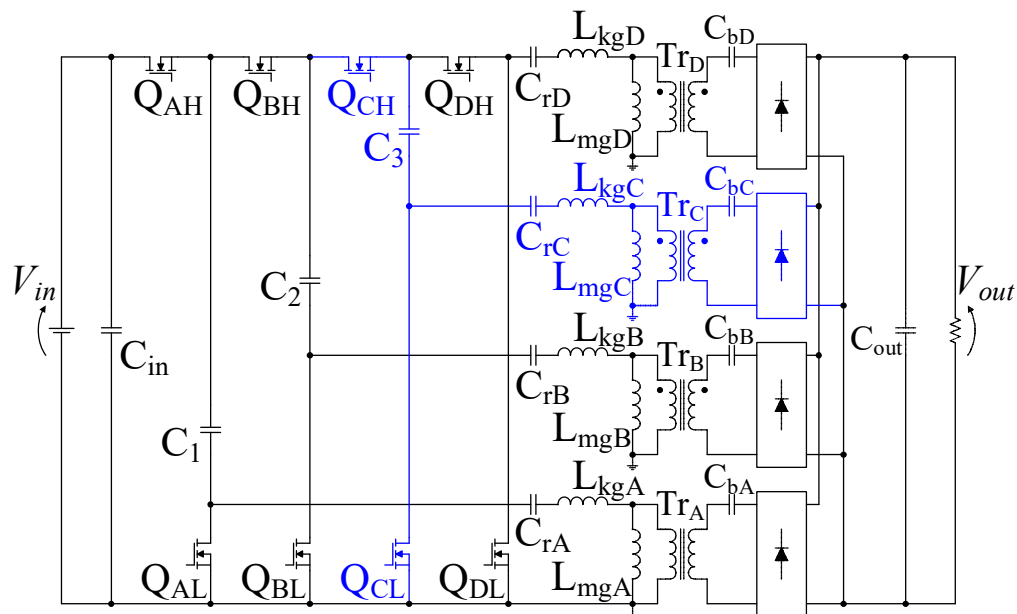 L_kgD
C_bD
Tr_D
Q_AH
Q_BH
Q_CH
Q_DH
C_rD
L_mgD
C_3
L_kgC
C_bC
Tr_C
C_rC
L_mgC
V_in
C_2
V_out
L_kgB
C_bB
C_in
Tr_B
C_out
C_rB
L_mgB
C_1
L_kgA
C_bA
Tr_A
C_rA
Q_AL
Q_BL
Q_CL
Q_DL
L_mgA